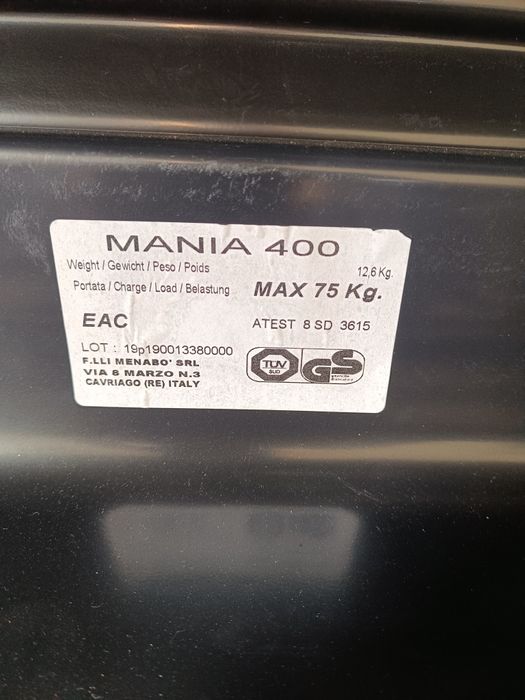 MANIA 400
Weight / Gewicht / Peso / Poids 12,6 Kg.
Portata / Charge / Load / Belastung MAX 75 Kg.
EAC ATEST 8 SD 3615
LOT : 19p190013380000
F.LLI MENABO' SRL
VIA 8 MARZO N.3
CAVRIAGO (RE) ITALY
TÜV
SUD
GS